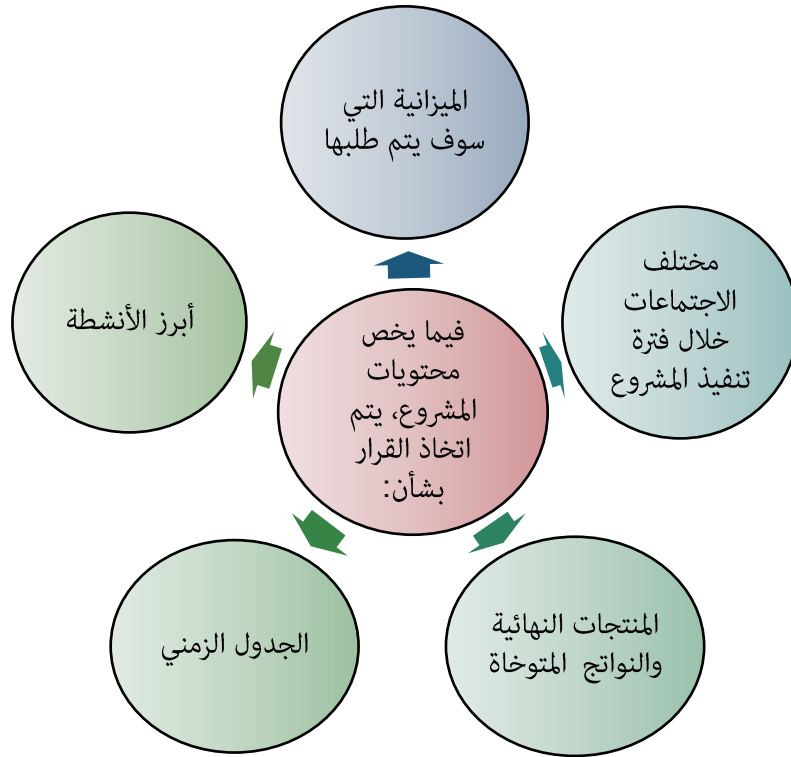 الميزانية التي
سوف يتم طلبها
مختلف
الاجتماعات
خلال فترة
تنفيذ المشروع
أبرز الأنشطة
فيما يخص
محتويات
المشروع، يتم
اتخاذ القرار
بشأن:
المنتجات النهائية
والنواتج المتوخاة
الجدول الزمني